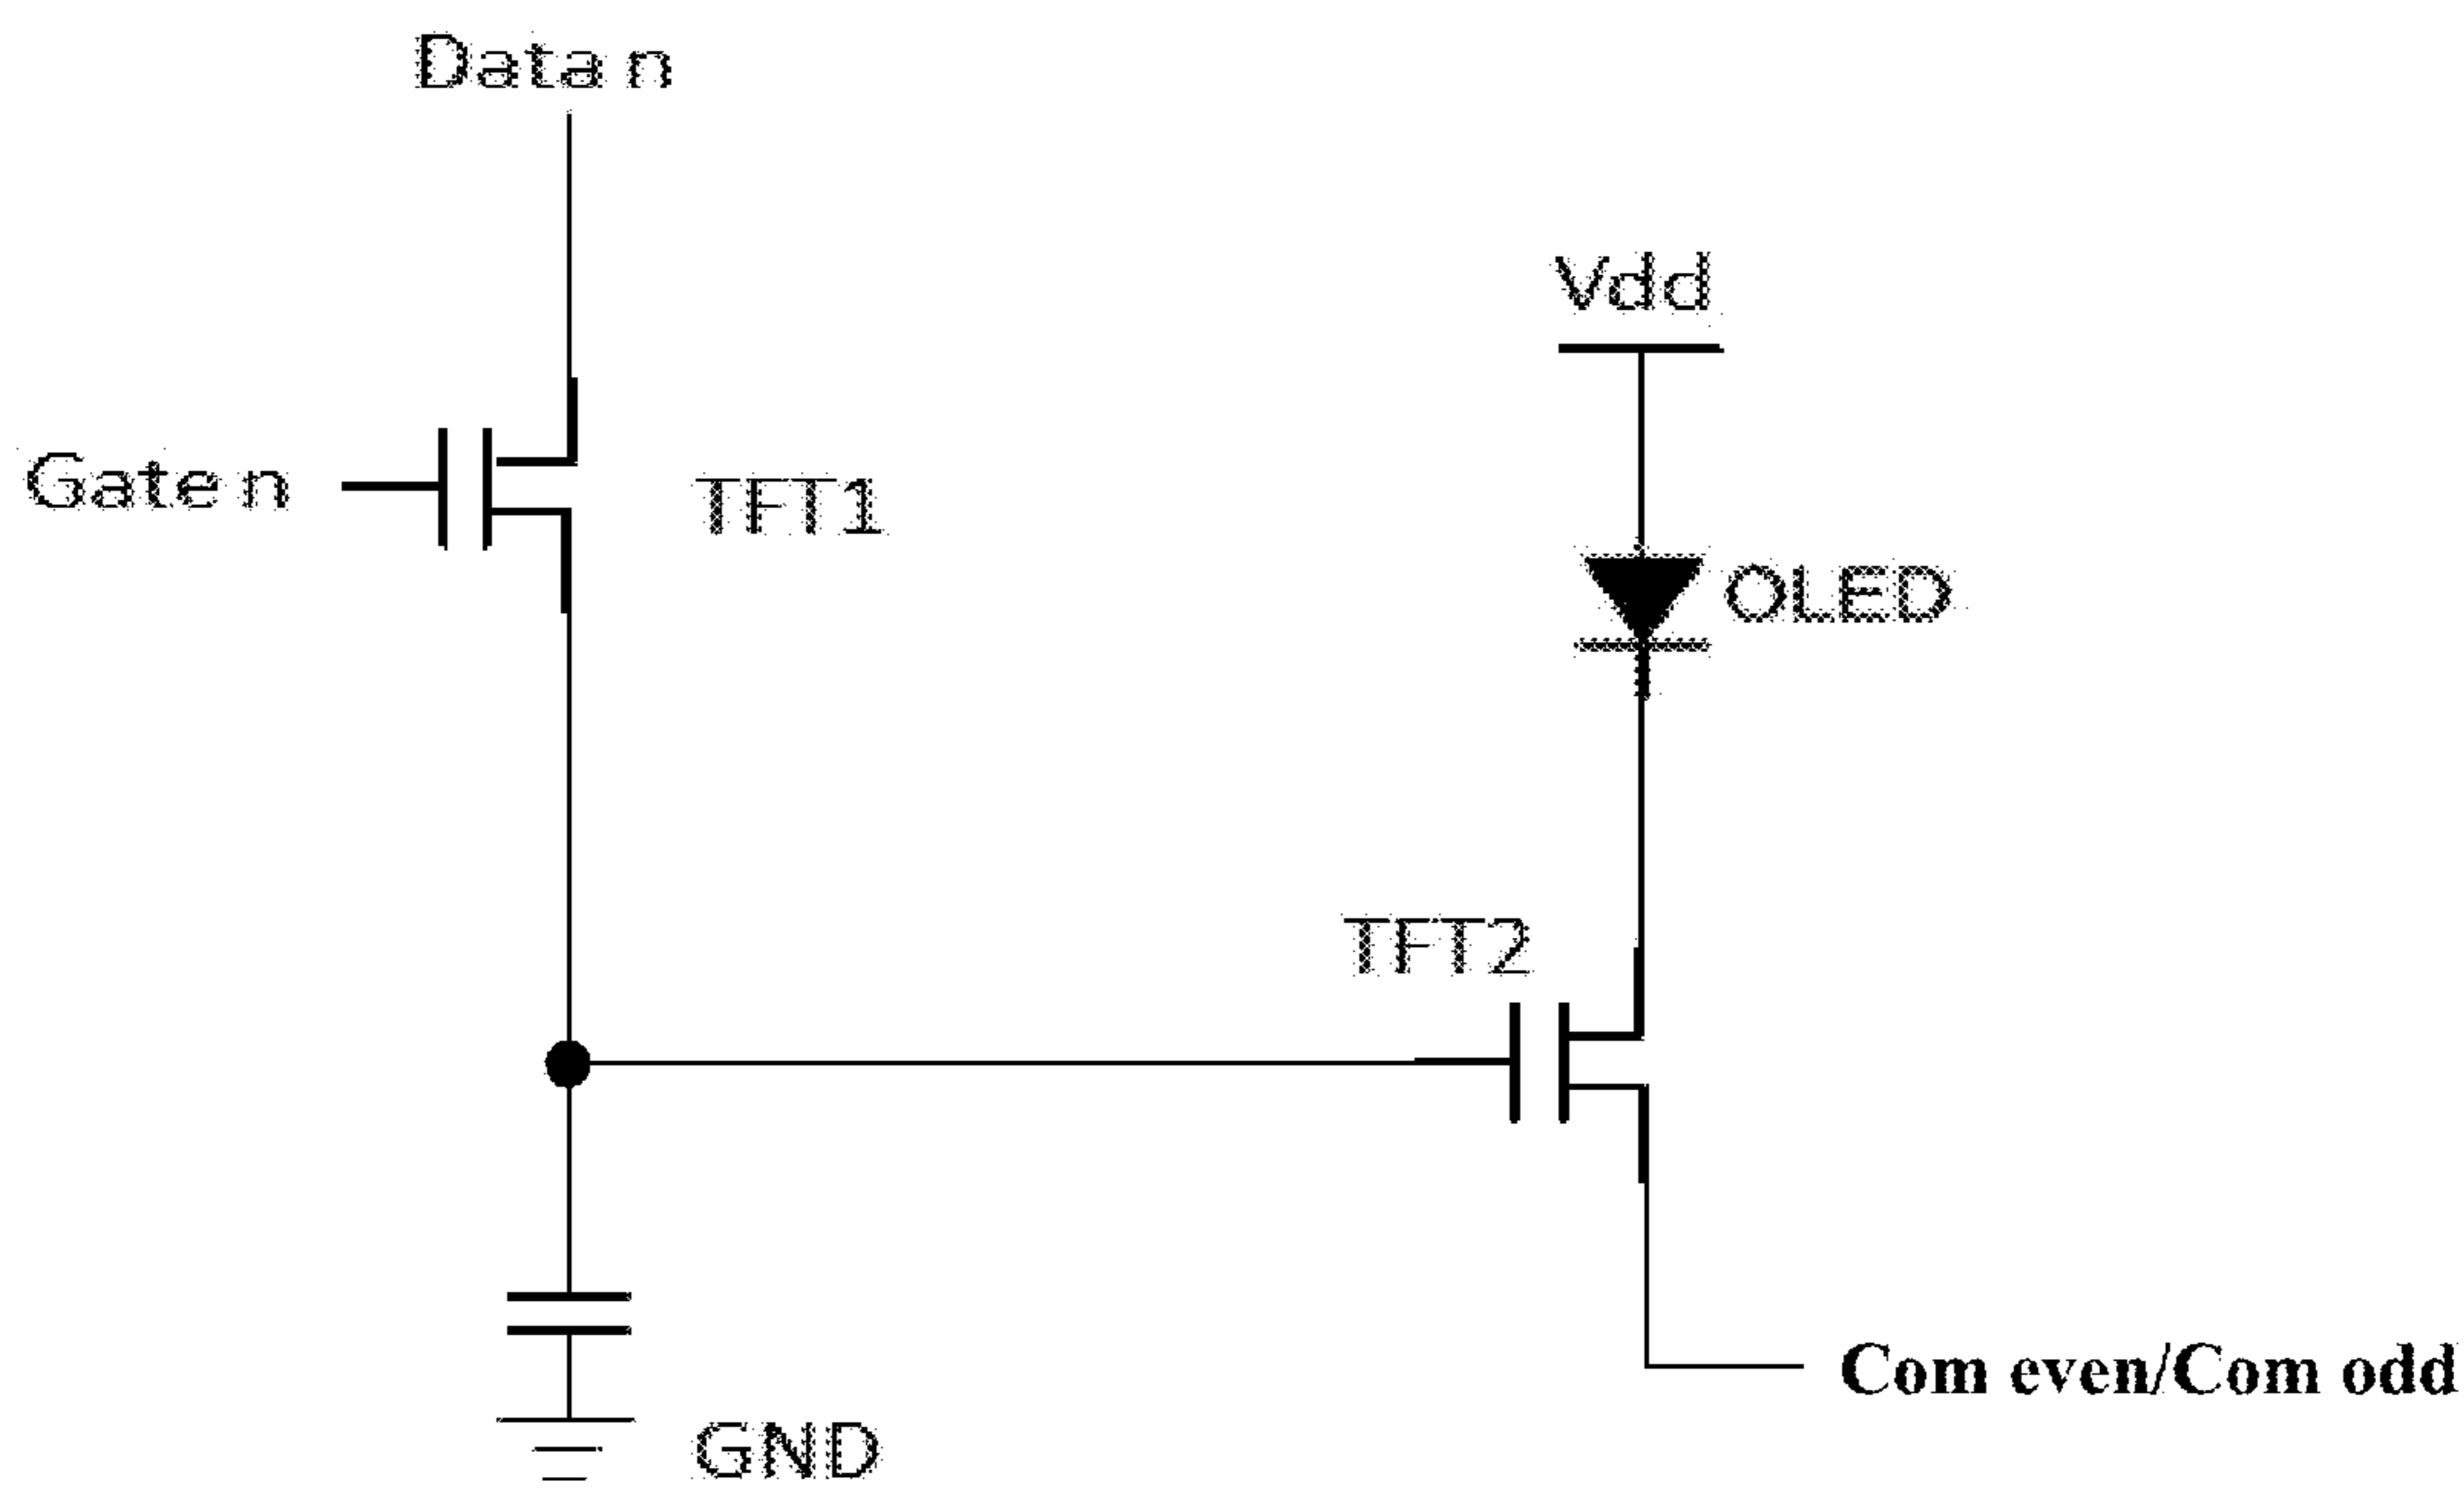 Data n
Vdd
Gate n
TFT1
OLED
TFT2
Com even/Com odd
GND